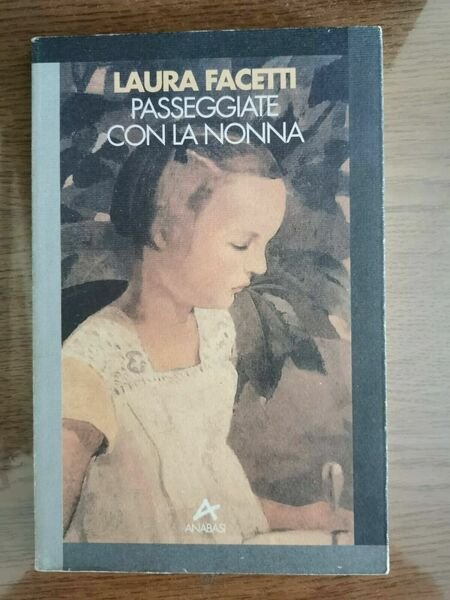 LAURA FACETTI
PASSEGGIATE
CON LA NONNA
ANABASI